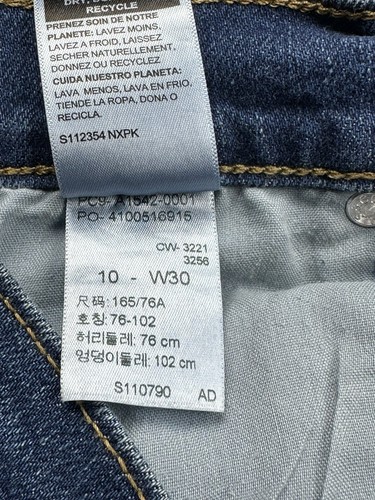 RECYCLE
PRENEZ SOIN DE NOTRE
PLANETE: LAVEZ MOINS,
LAVEZ A FROID, LAISSEZ
SECHER NATURELLEMENT,
DONNEZ OU RECYCLEZ
CUIDA NUESTRO PLANETA:
LAVA MENOS, LAVA EN FRIO,
TIENDE LA ROPA, DONA O
RECICLA.
S112354 NXPK
PC9- A1542-0001
PO- 4100516915
CW- 3221
3256
10 - W30
尺码: 165/76A
호칭: 76-102
허리둘레: 76 cm
엉덩이둘레: 102 cm
S110790 AD